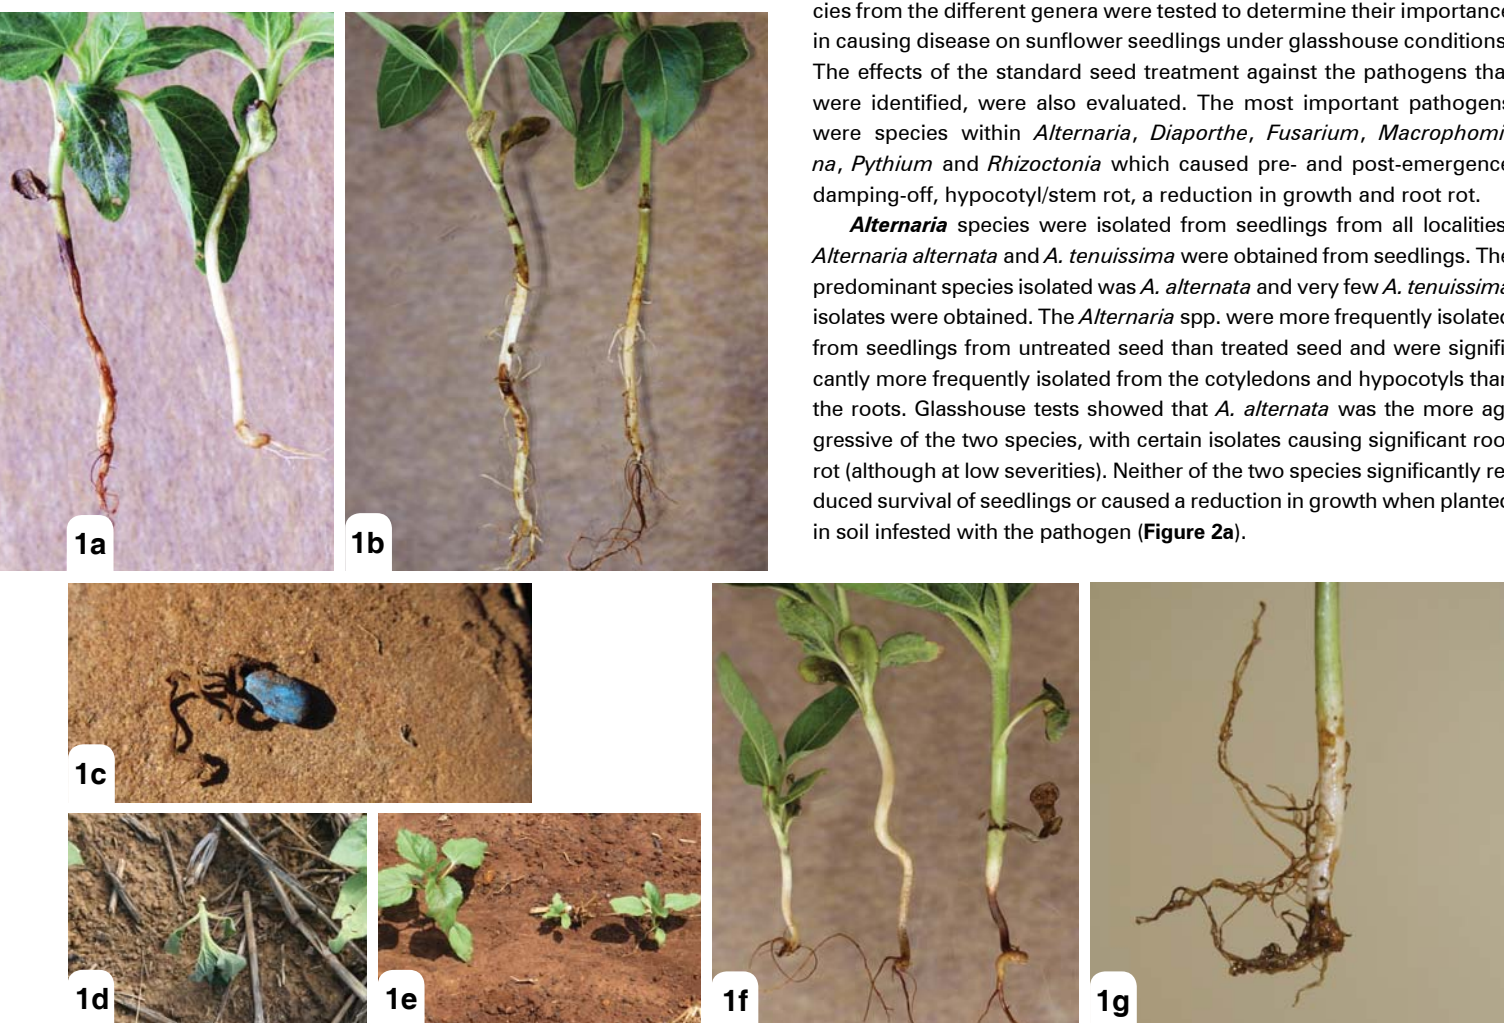 cies from the different genera were tested to determine their importance
in causing disease on sunflower seedlings under glasshouse conditions
The effects of the standard seed treatment against the pathogens tha
were identified, were also evaluated. The most important pathogens
were species within Alternaria, Diaporthe, Fusarium, Macrophomi
na, Pythium and Rhizoctonia which caused pre- and post-emergence
damping-off, hypocotyl/stem rot, a reduction in growth and root rot.
Alternaria species were isolated from seedlings from all localities
Alternaria alternata and A. tenuissima were obtained from seedlings. The
predominant species isolated was A. alternata and very few A. tenuissima
isolates were obtained. The Alternaria spp. were more frequently isolated
from seedlings from untreated seed than treated seed and were signifi
cantly more frequently isolated from the cotyledons and hypocotyls than
the roots. Glasshouse tests showed that A. alternata was the more ag
gressive of the two species, with certain isolates causing significant roo
rot (although at low severities). Neither of the two species significantly re
duced survival of seedlings or caused a reduction in growth when planted
in soil infested with the pathogen (Figure 2a).
1a
1b
1c
1d
1e
1f
1g